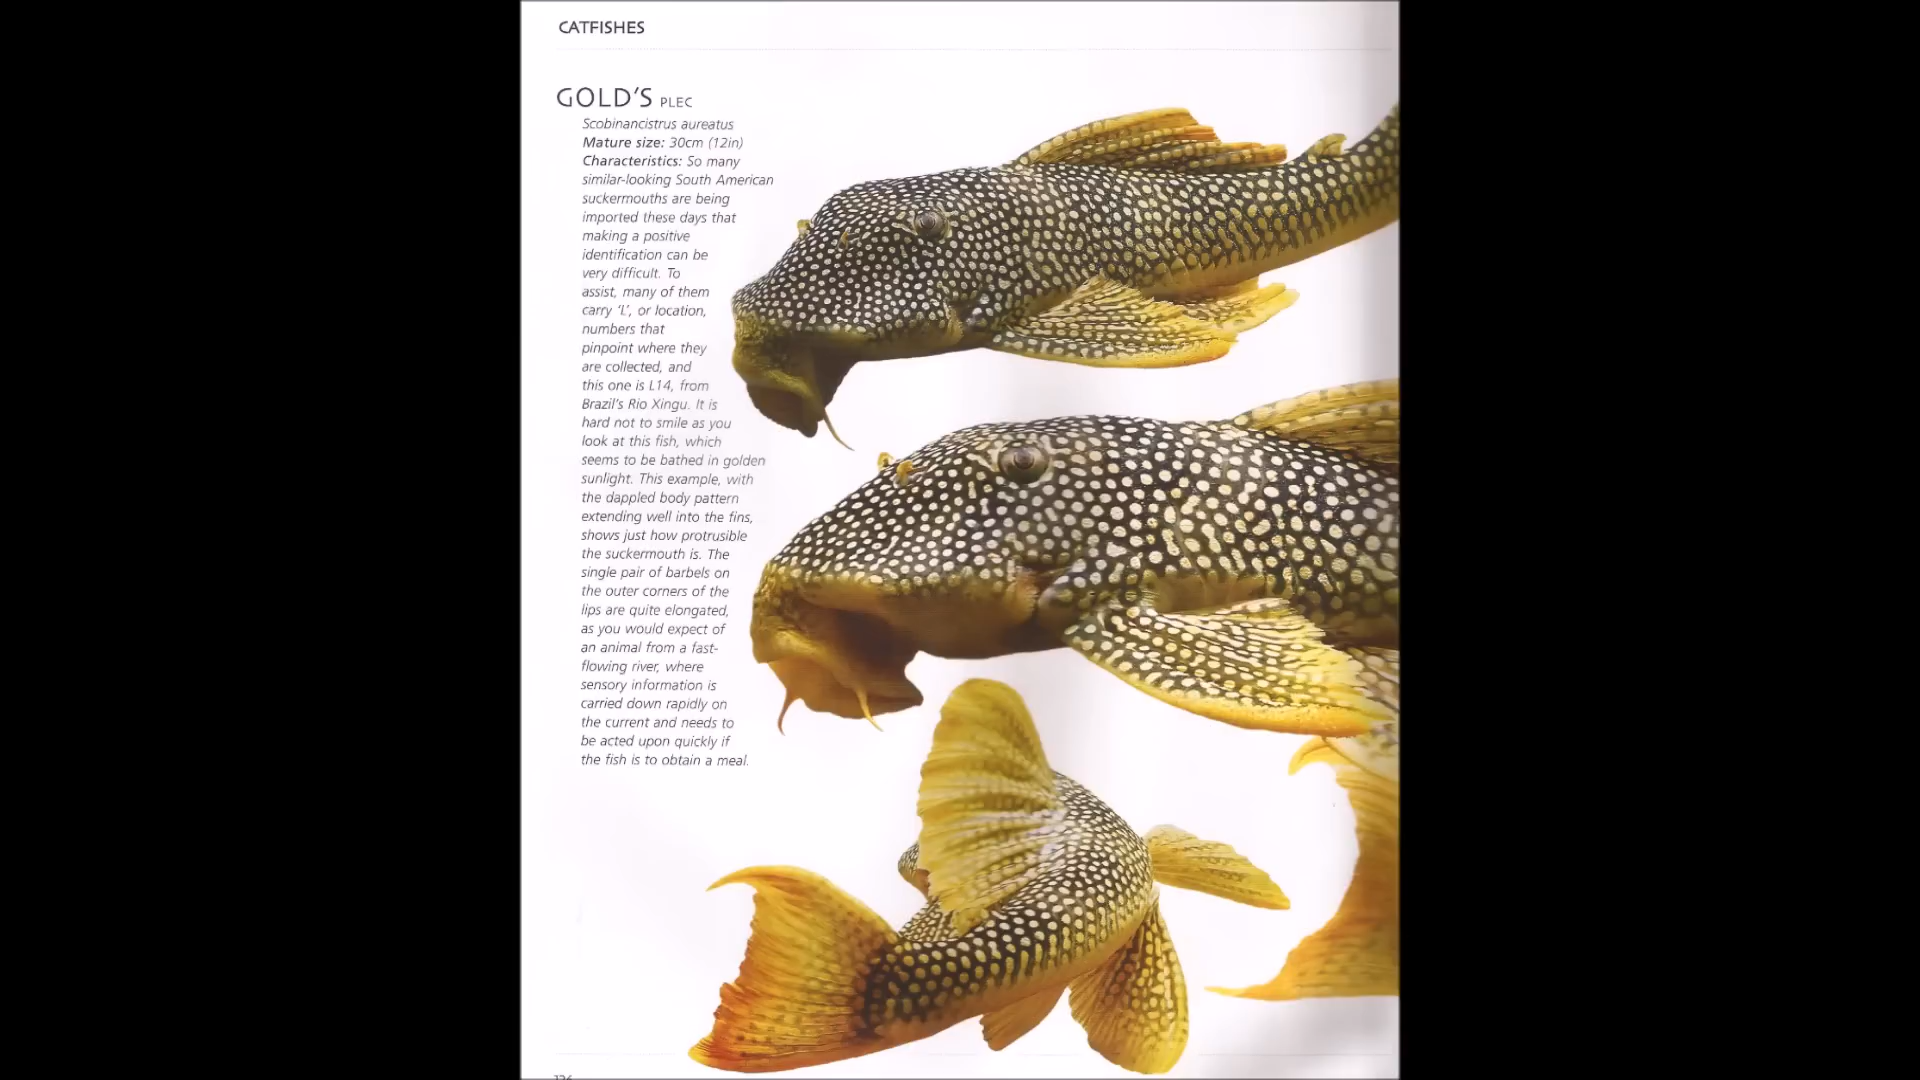 CATFISHES
GOLD'S PLEC
Scobinancistrus aureatus
Mature size: 30cm (12in)
Characteristics: So many
similar-looking South American
suckermouths are being
imported these days that
making a positive
identification can be
very difficult. To
assist, many of them
carry 'L', or location,
numbers that
pinpoint where they
are collected, and
this one is L14, from
Brazil's Rio Xingu. It is
hard not to smile as you
look at this fish, which
seems to be bathed in golden
sunlight. This example, with
the dappled body pattern
extending well into the fins,
shows just how protrusible
the suckermouth is. The
single pair of barbels on
the outer corners of the
lips are quite elongated,
as you would expect of
an animal from a fast-
flowing river, where
sensory information is
carried down rapidly on
the current and needs to
be acted upon quickly if
the fish is to obtain a meal.